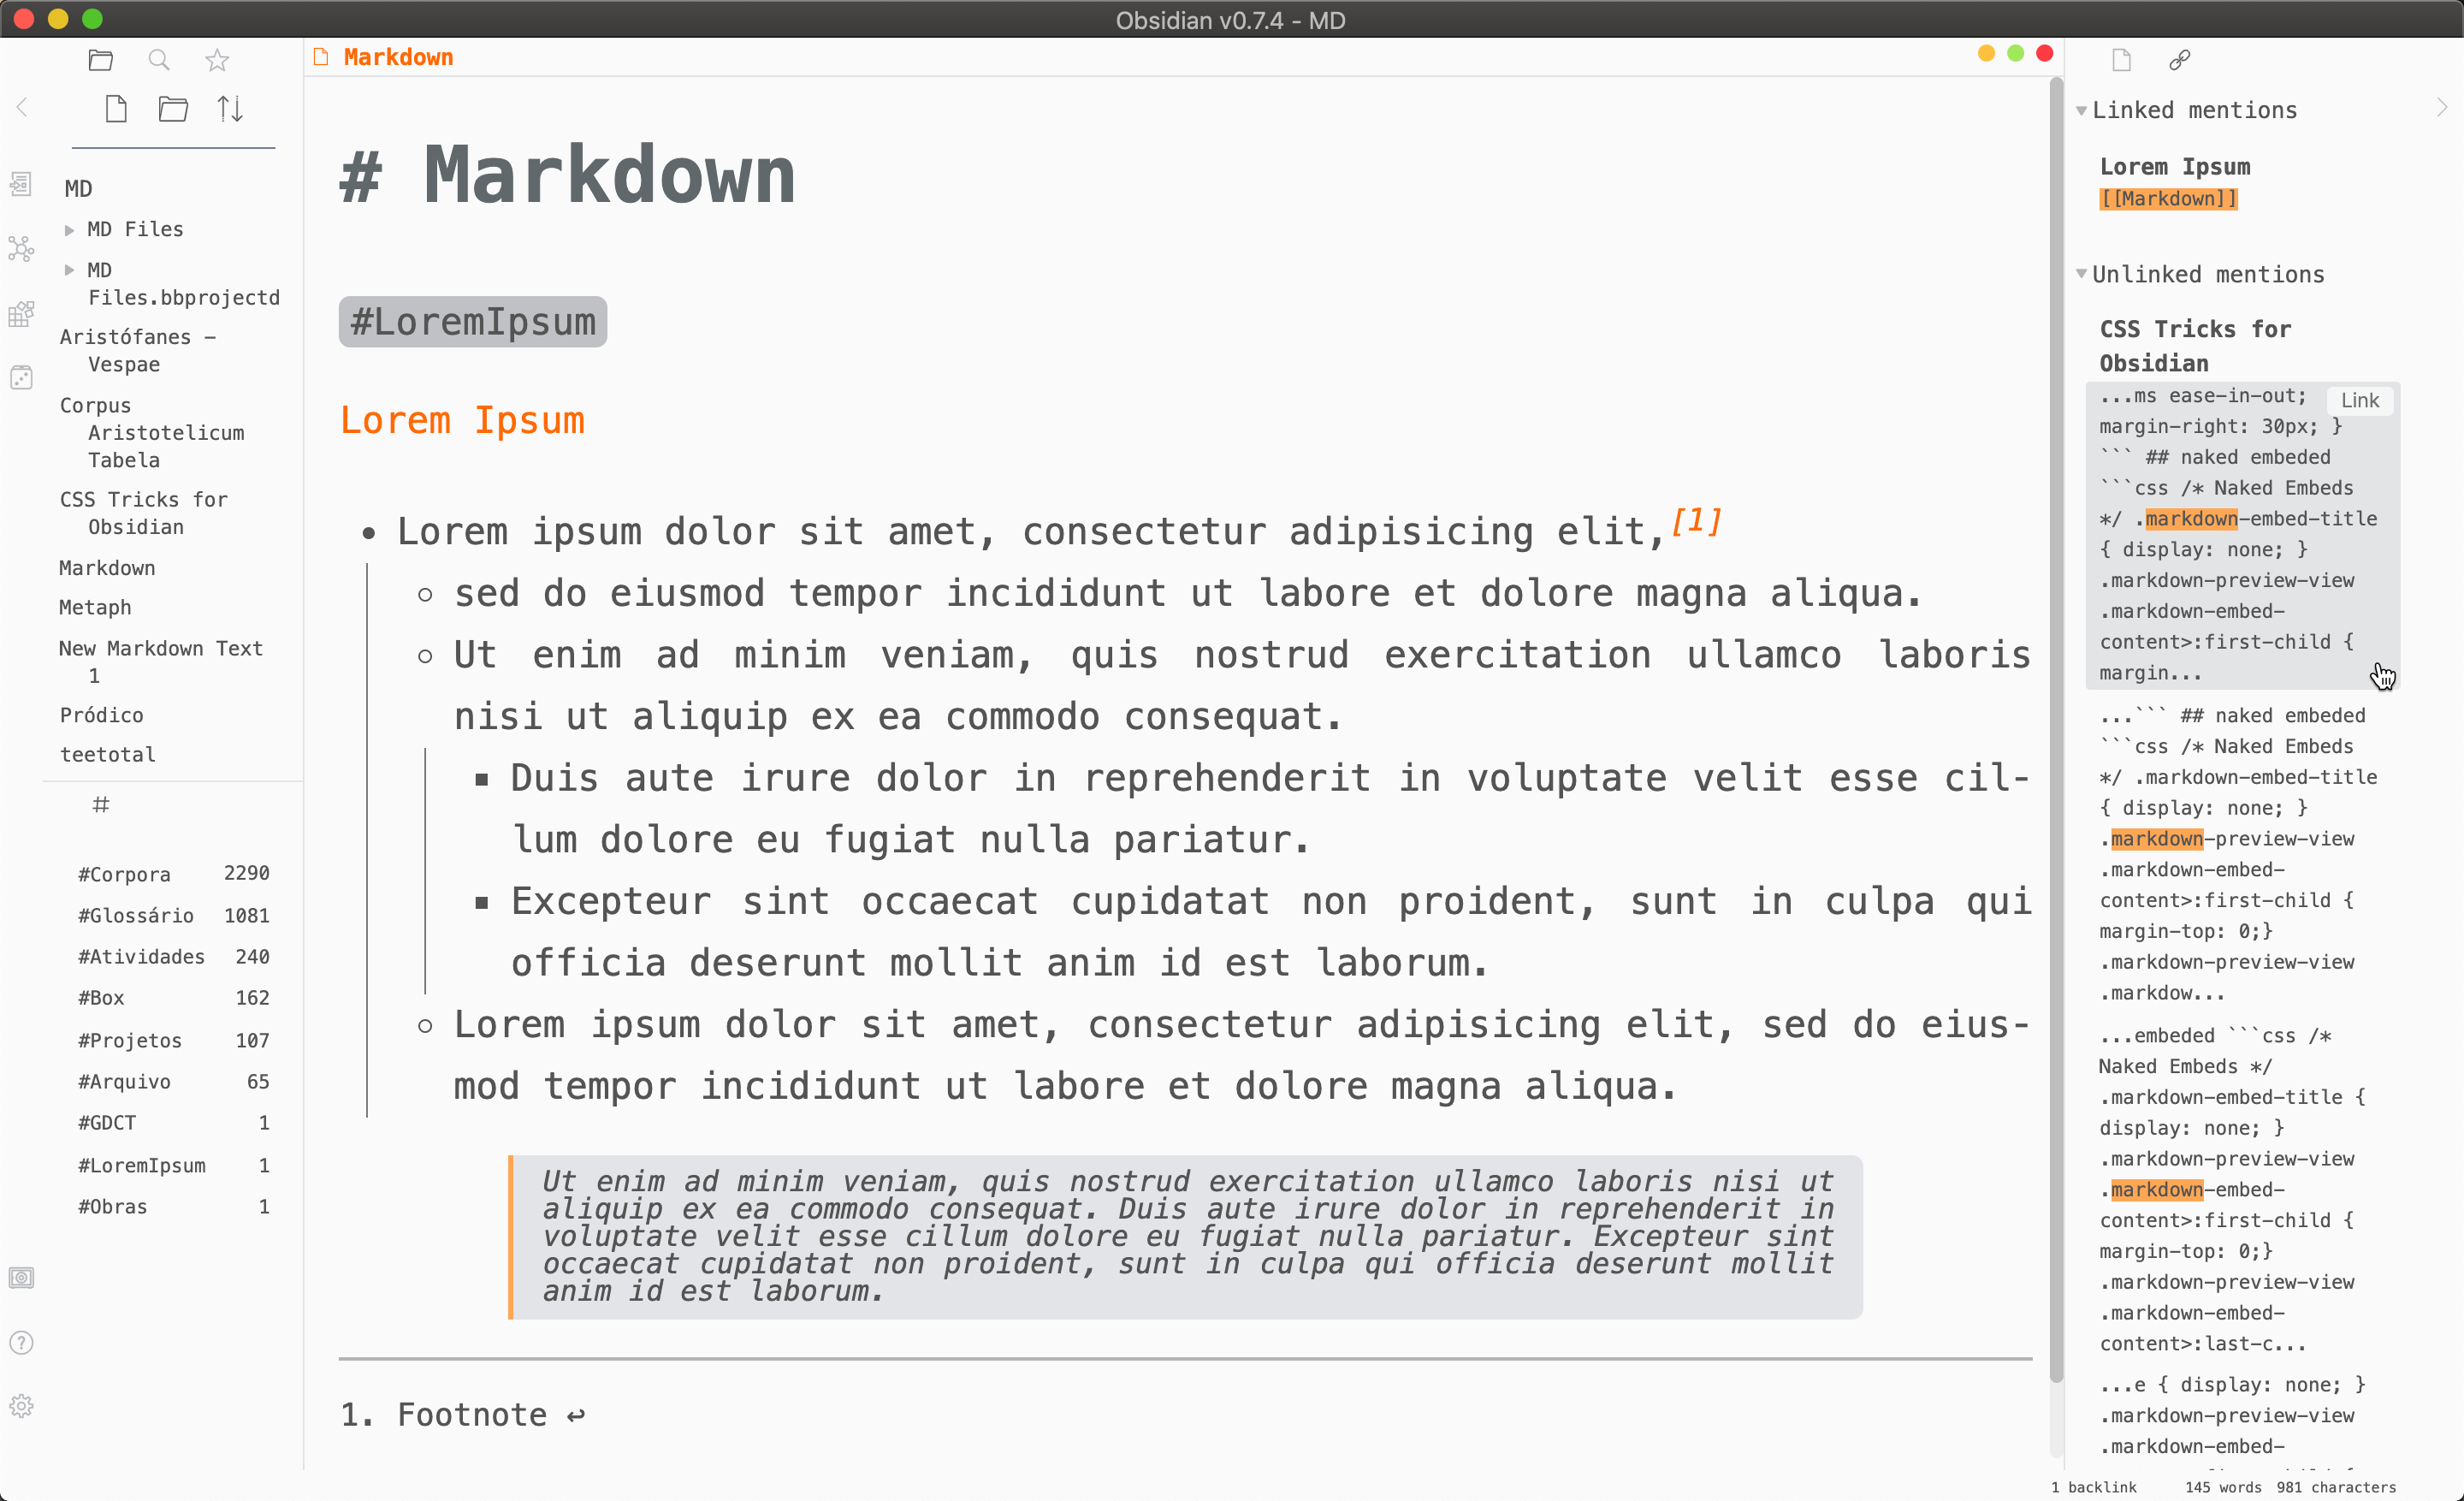 Obsidian v0.7.4 - MD
MD
MD Files
MD
Files.bbprojectd
Aristófanes –
Vespae
Corpus
Aristotelicum
Tabela
CSS Tricks for
Obsidian
Markdown
Metaph
New Markdown Text
1
Pródico
teetotal
#
#Corpora 2290
#Glossário 1081
#Atividades 240
#Box 162
#Projetos 107
#Arquivo 65
#GDCT 1
#LoremIpsum 1
#Obras 1
Markdown
# Markdown
#LoremIpsum
Lorem Ipsum
• Lorem ipsum dolor sit amet, consectetur adipisicing elit,[1]
◦ sed do eiusmod tempor incididunt ut labore et dolore magna aliqua.
◦ Ut enim ad minim veniam, quis nostrud exercitation ullamco laboris
nisi ut aliquip ex ea commodo consequat.
▪ Duis aute irure dolor in reprehenderit in voluptate velit esse cil-
lum dolore eu fugiat nulla pariatur.
▪ Excepteur sint occaecat cupidatat non proident, sunt in culpa qui
officia deserunt mollit anim id est laborum.
◦ Lorem ipsum dolor sit amet, consectetur adipisicing elit, sed do eius-
mod tempor incididunt ut labore et dolore magna aliqua.
Ut enim ad minim veniam, quis nostrud exercitation ullamco laboris nisi ut
aliquip ex ea commodo consequat. Duis aute irure dolor in reprehenderit in
voluptate velit esse cillum dolore eu fugiat nulla pariatur. Excepteur sint
occaecat cupidatat non proident, sunt in culpa qui officia deserunt mollit
anim id est laborum.
1. Footnote ↩
Linked mentions
Lorem Ipsum
[[Markdown]]
Unlinked mentions
CSS Tricks for
Obsidian
...ms ease-in-out; Link
margin-right: 30px; }
``` ## naked embeded
```css /* Naked Embeds
*/ .markdown-embed-title
{ display: none; }
.markdown-preview-view
.markdown-embed-
content>:first-child {
margin...
...``` ## naked embeded
```css /* Naked Embeds
*/ .markdown-embed-title
{ display: none; }
.markdown-preview-view
.markdown-embed-
content>:first-child {
margin-top: 0;}
.markdown-preview-view
.markdow...
...embeded ```css /*
Naked Embeds */
.markdown-embed-title {
display: none; }
.markdown-preview-view
.markdown-embed-
content>:first-child {
margin-top: 0;}
.markdown-preview-view
.markdown-embed-
content>:last-c...
...e { display: none; }
.markdown-preview-view
.markdown-embed-
1 backlink 145 words 981 characters